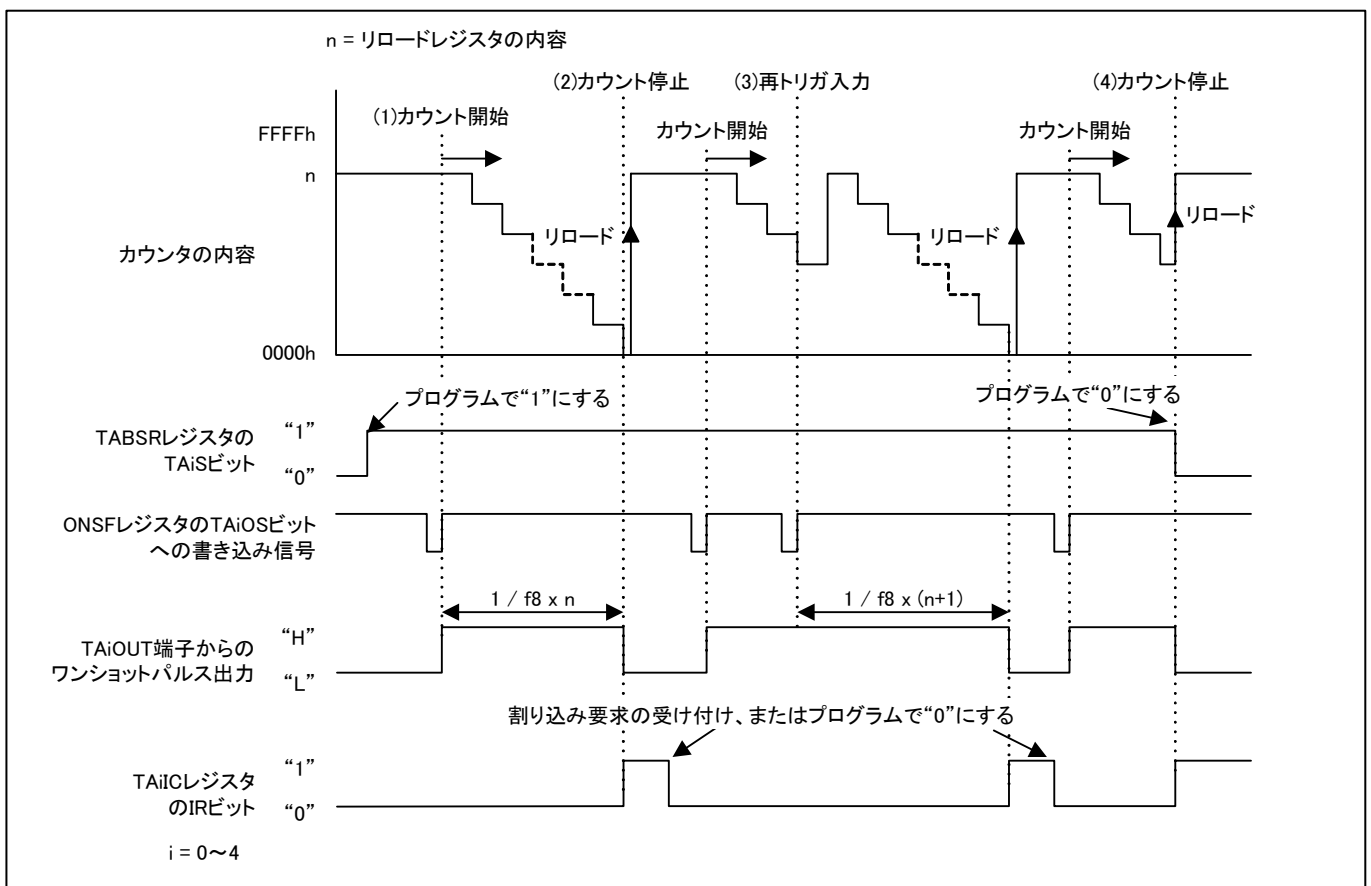 n = リロードレジスタの内容
(2)カウント停止
(3)再トリガ入力
(4)カウント停止
(1)カウント開始
カウント開始
カウント開始
FFFFh
n
リロード
リロード
リロード
カウンタの内容
0000h
プログラムで“1”にする
プログラムで“0”にする
TABSRレジスタの
TAiSビット
“1”
“0”
ONSFレジスタのTAiOSビット
への書き込み信号
1 / f8 x n
1 / f8 x (n+1)
TAiOUT端子からの
ワンショットパルス出力
“H”
“L”
割り込み要求の受け付け、またはプログラムで“0”にする
TAiICレジスタ
のIRビット
“1”
“0”
i = 0～4